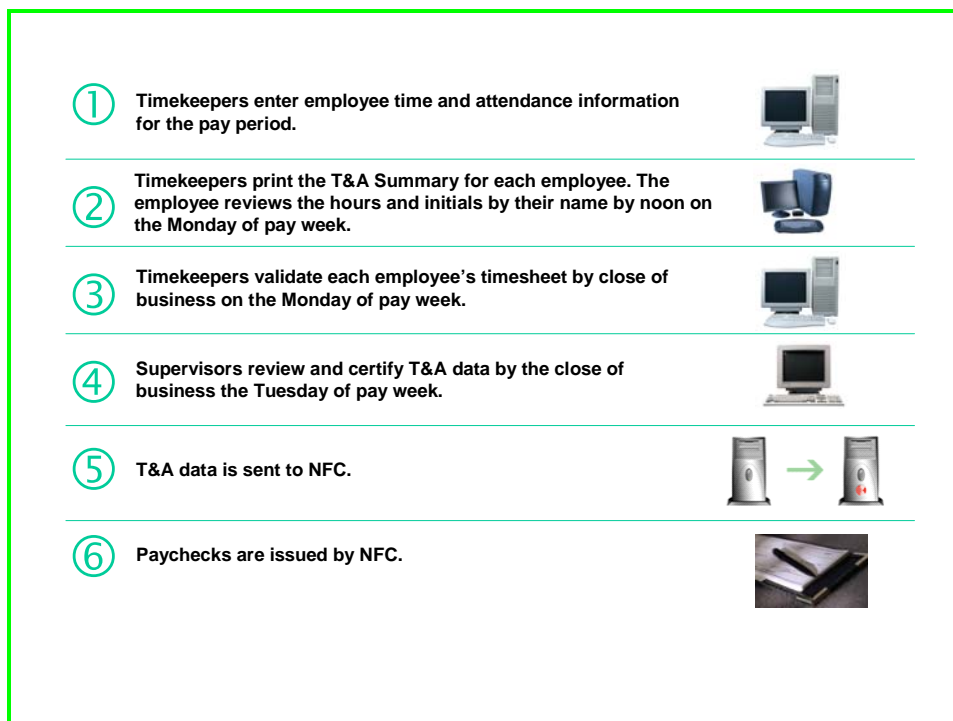 ①
Timekeepers enter employee time and attendance information
for the pay period.
②
Timekeepers print the T&A Summary for each employee. The
employee reviews the hours and initials by their name by noon on
the Monday of pay week.
③
Timekeepers validate each employee’s timesheet by close of
business on the Monday of pay week.
④
Supervisors review and certify T&A data by the close of
business the Tuesday of pay week.
⑤
T&A data is sent to NFC.
⑥
Paychecks are issued by NFC.